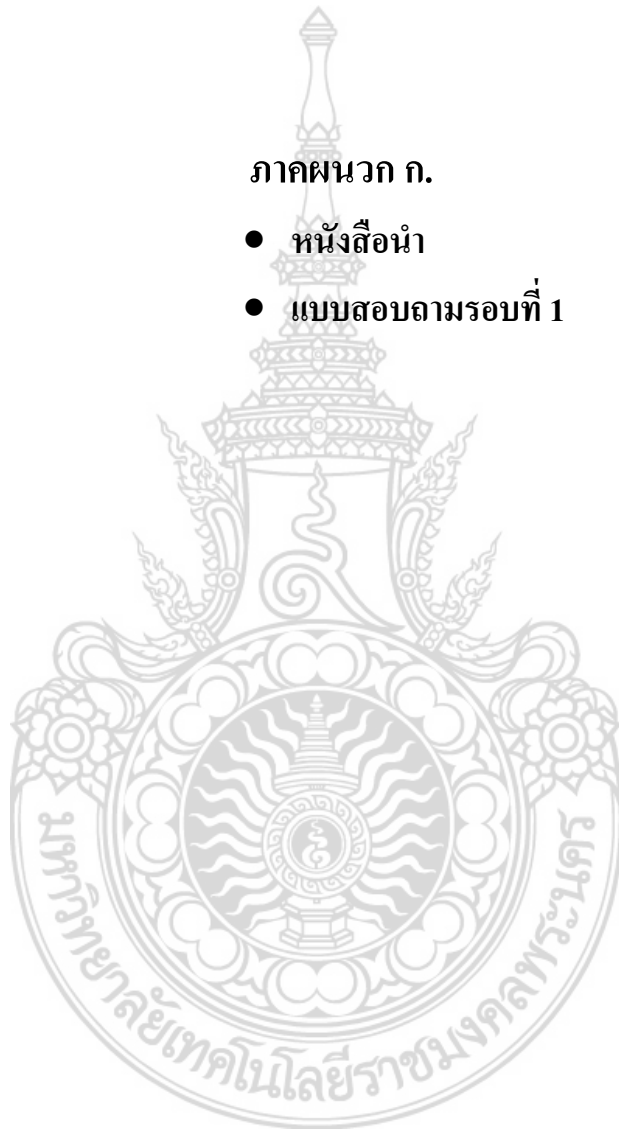 ภาคผนวก ก.
● หนังสือนำ
● แบบสอบถามรอบที่ 1
มหาวิทยาลัยเทคโนโลยีราชมงคลพระนคร